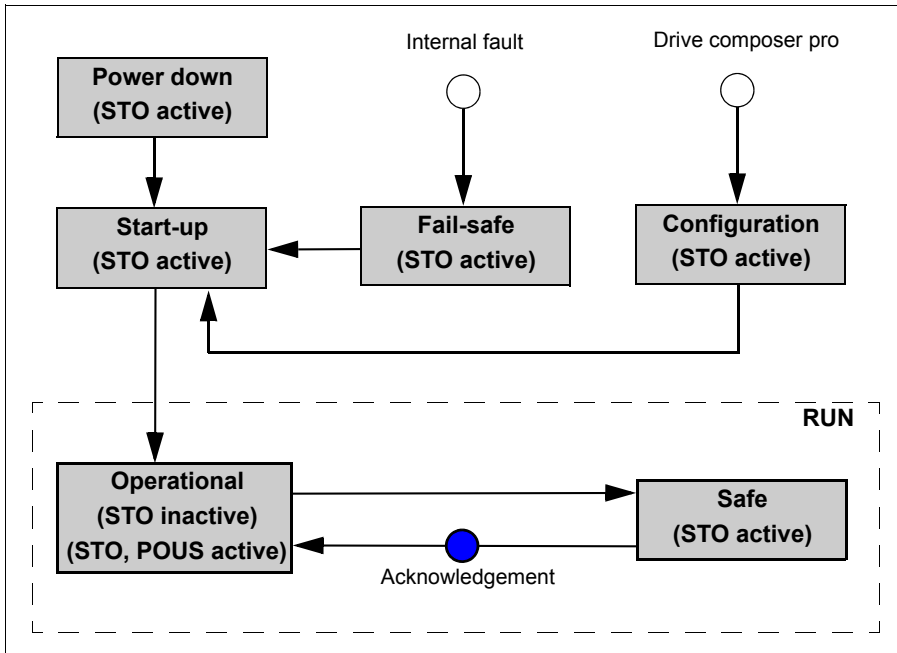 Internal fault
Drive composer pro
Power down
(STO active)
Start-up
(STO active)
Fail-safe
(STO active)
Configuration
(STO active)
RUN
Operational
(STO inactive)
(STO, POUS active)
Safe
(STO active)
Acknowledgement